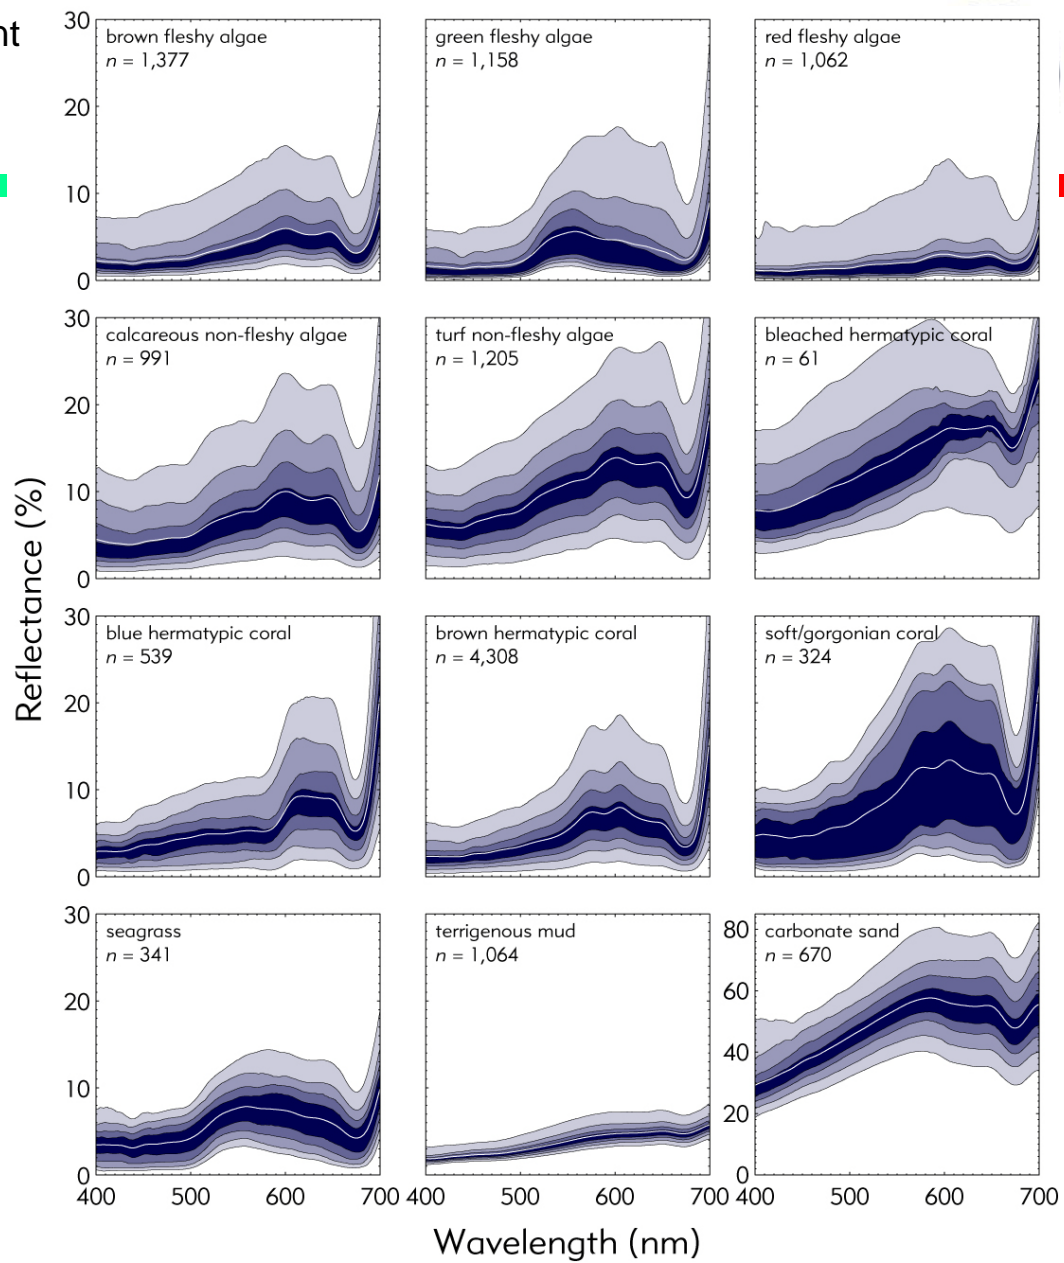 nt
30
brown fleshy algae
n = 1,377
20
10
0
green fleshy algae
n = 1,158
red fleshy algae
n = 1,062
30
calcareous non-fleshy algae
n = 991
20
10
0
turf non-fleshy algae
n = 1,205
bleached hermatypic coral
n = 61
Reflectance (%)
30
blue hermatypic coral
n = 539
20
10
0
brown hermatypic coral
n = 4,308
soft/gorgonian coral
n = 324
30
seagrass
n = 341
20
10
0
terrigenous mud
n = 1,064
80
carbonate sand
n = 670
60
40
20
0
400 500 600 700 400 500 600 700 400 500 600 700
Wavelength (nm)